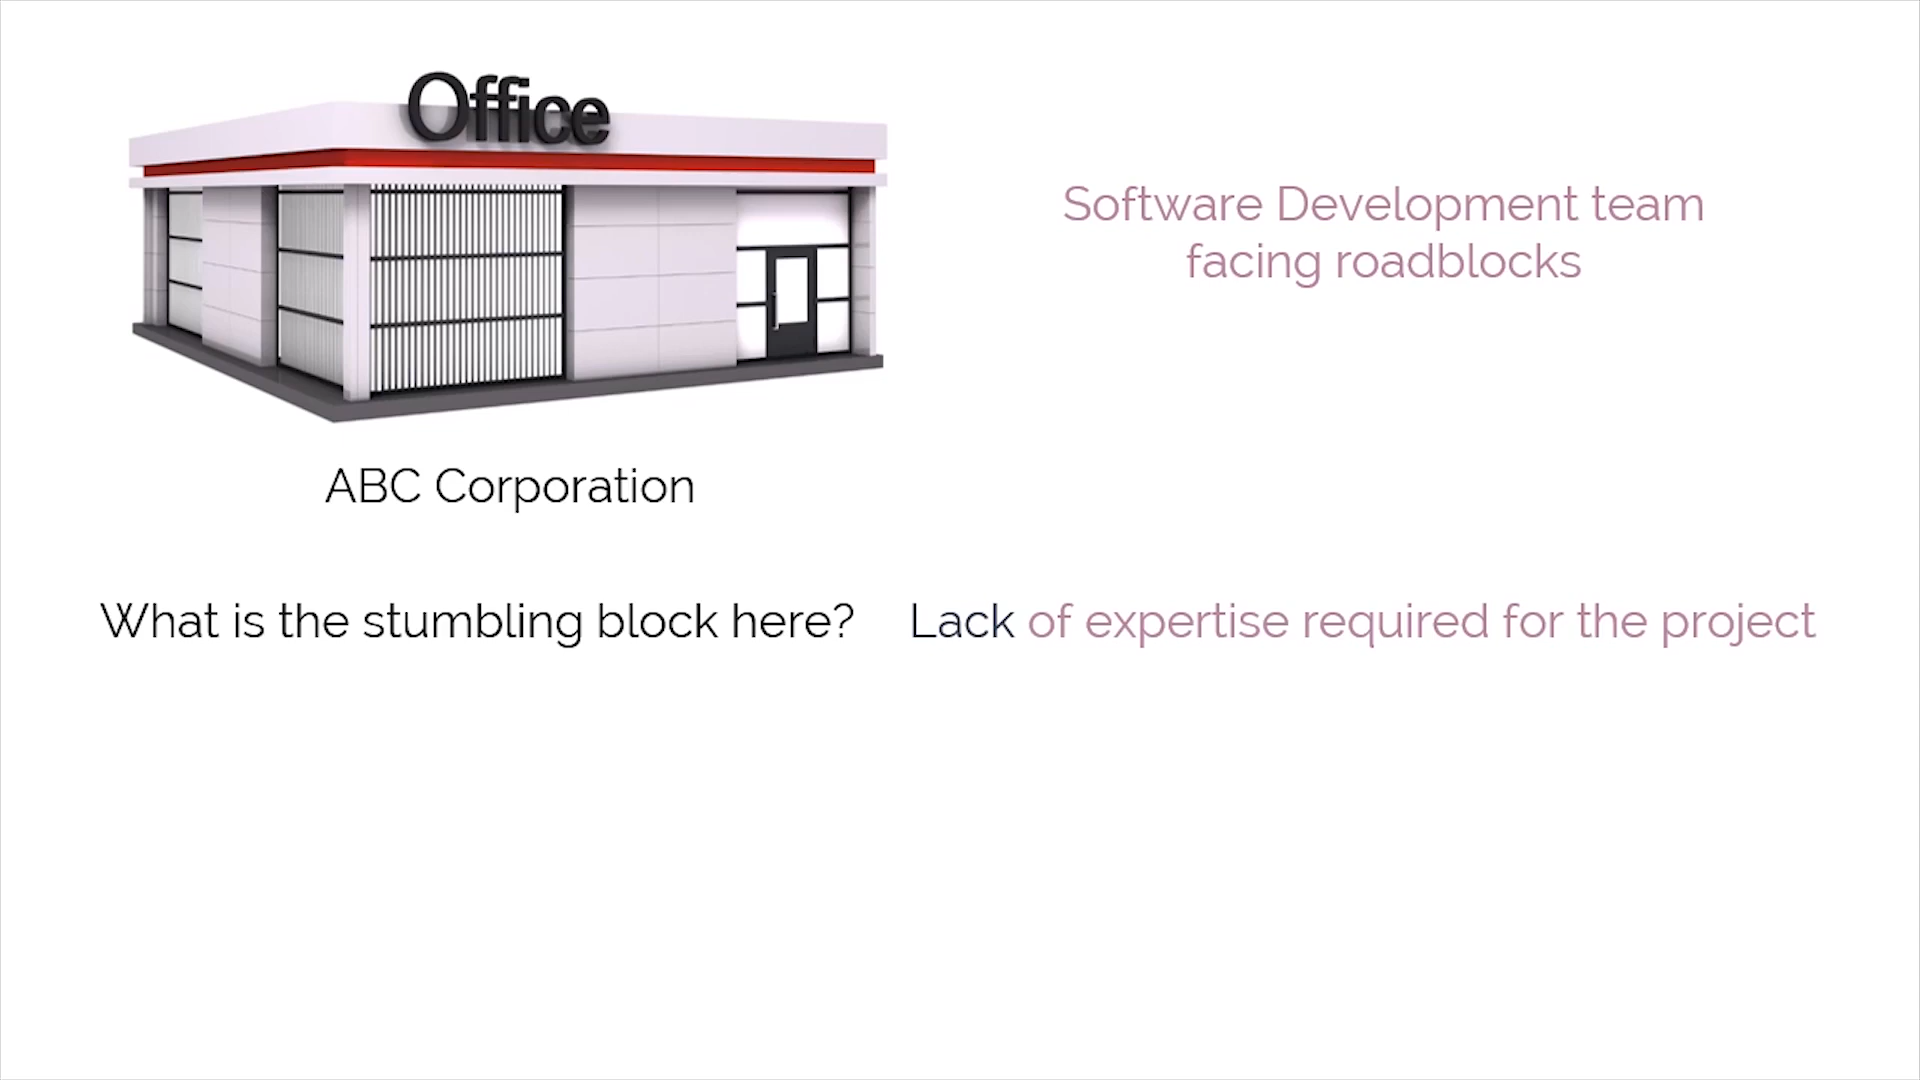 Office
Software Development team
facing roadblocks
ABC Corporation
What is the stumbling block here?
Lack of expertise required for the project